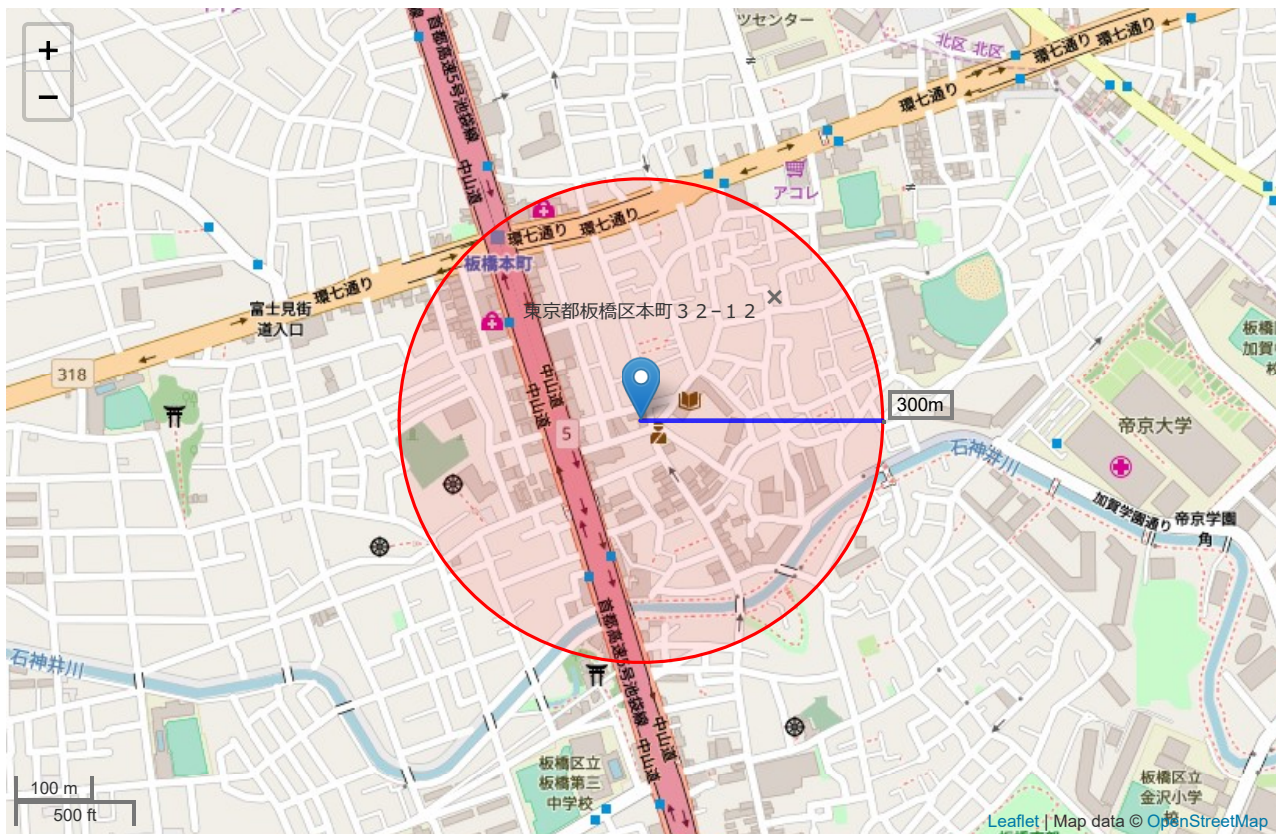 +
−
ツセンター
北区 北区
環七通り 環七通り
環七通り
首都高速5号池袋線
中山道
アコレ
環七通り 環七通り
板橋本町
環七通り
富士見街
道入口
東京都板橋区本町３２−１２
×
318
中山道
中山道
5
300m
帝京大学
石神井川
加賀学園通り
帝京学園
角
石神井川
首都高速5号池袋線
中山道
中山道
板橋区立
板橋第三
中学校
板橋区立
金沢小学
校
100 m
500 ft
Leaflet | Map data © OpenStreetMap